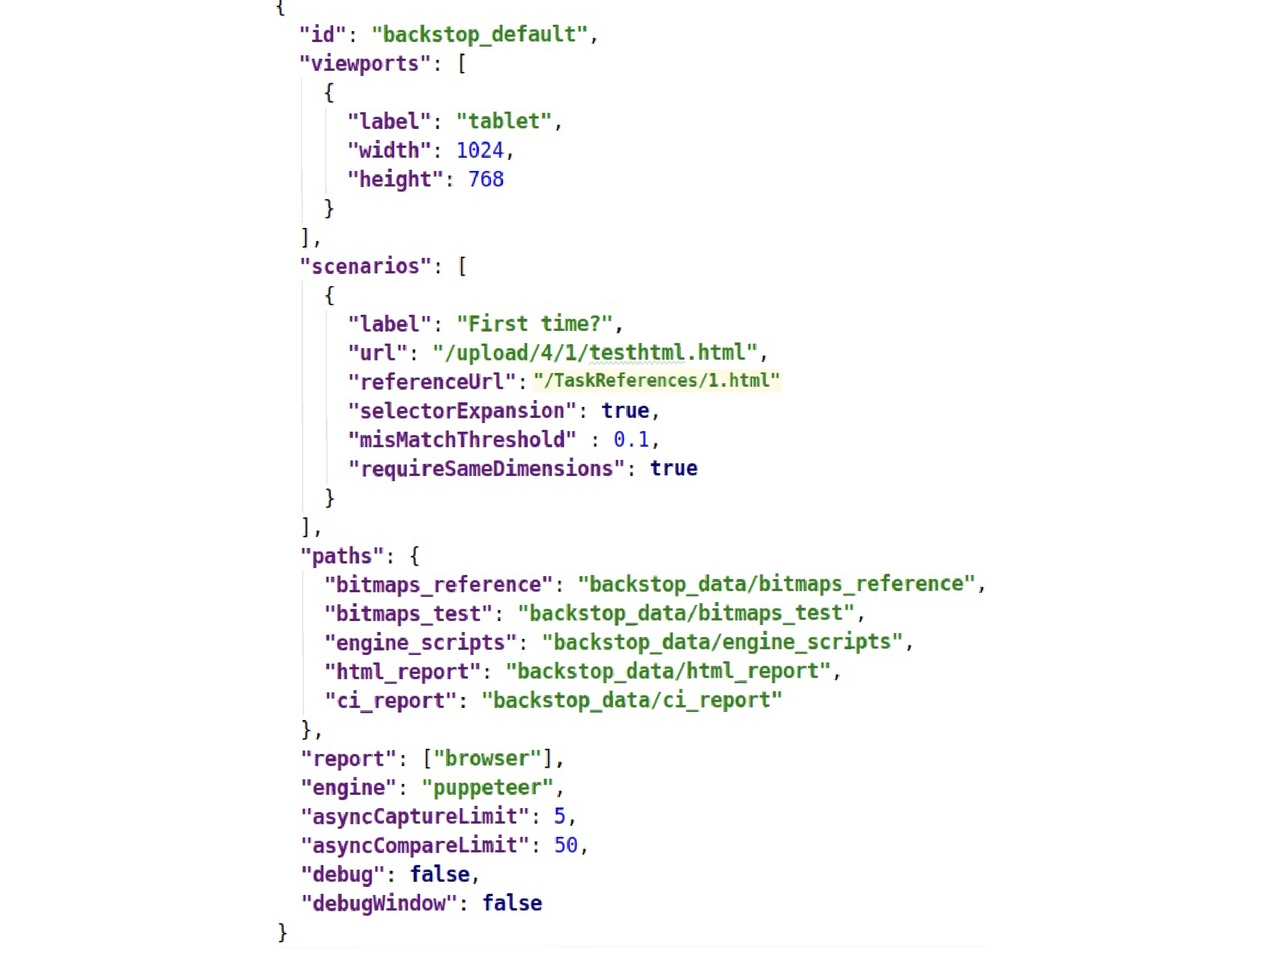 {
"id": "backstop_default",
"viewports": [
{
"label": "tablet",
"width": 1024,
"height": 768
}
],
"scenarios": [
{
"label": "First time?",
"url": "/upload/4/1/testhtml.html",
"referenceUrl": "/TaskReferences/1.html"
"selectorExpansion": true,
"misMatchThreshold" : 0.1,
"requireSameDimensions": true
}
],
"paths": {
"bitmaps_reference": "backstop_data/bitmaps_reference",
"bitmaps_test": "backstop_data/bitmaps_test",
"engine_scripts": "backstop_data/engine_scripts",
"html_report": "backstop_data/html_report",
"ci_report": "backstop_data/ci_report"
},
"report": ["browser"],
"engine": "puppeteer",
"asyncCaptureLimit": 5,
"asyncCompareLimit": 50,
"debug": false,
"debugWindow": false
}